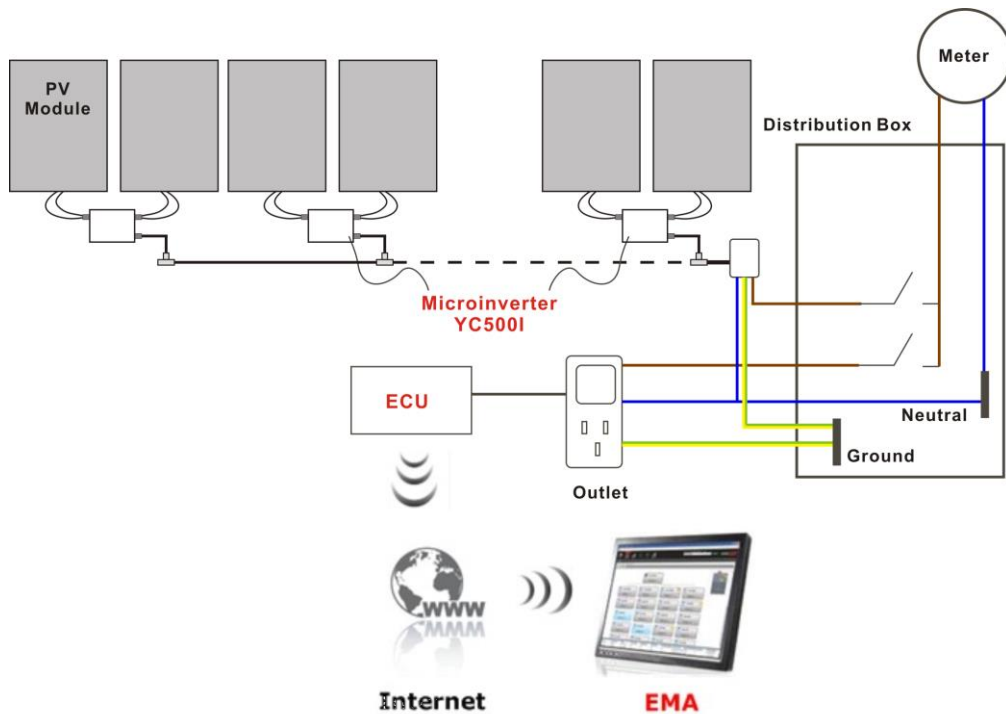 Meter
PV
Module
Distribution Box
Microinverter
YC500I
ECU
Neutral
Ground
Outlet
WWW
Internet
EMA